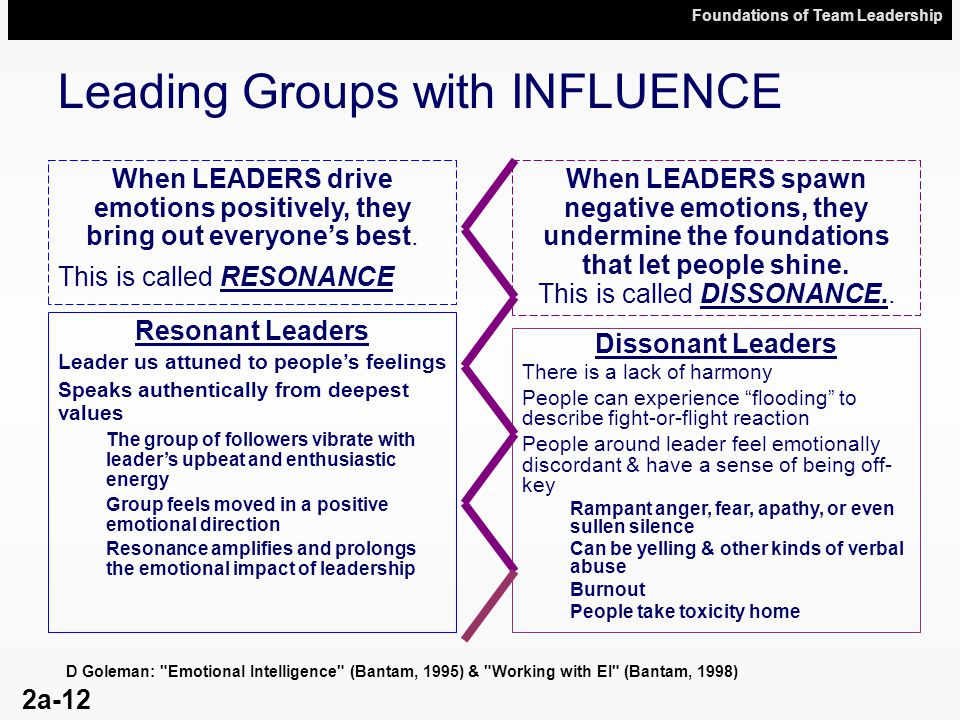 Foundations of Team Leadership
Leading Groups with INFLUENCE
When LEADERS drive
emotions positively, they
bring out everyone’s best.
This is called RESONANCE
Resonant Leaders
Leader us attuned to people’s feelings
Speaks authentically from deepest
values
The group of followers vibrate with
leader’s upbeat and enthusiastic
energy
Group feels moved in a positive
emotional direction
Resonance amplifies and prolongs
the emotional impact of leadership
When LEADERS spawn
negative emotions, they
undermine the foundations
that let people shine.
This is called DISSONANCE..
Dissonant Leaders
There is a lack of harmony
People can experience “flooding” to
describe fight-or-flight reaction
People around leader feel emotionally
discordant & have a sense of being off-
key
Rampant anger, fear, apathy, or even
sullen silence
Can be yelling & other kinds of verbal
abuse
Burnout
People take toxicity home
D Goleman: "Emotional Intelligence" (Bantam, 1995) & "Working with EI" (Bantam, 1998)
2a-12